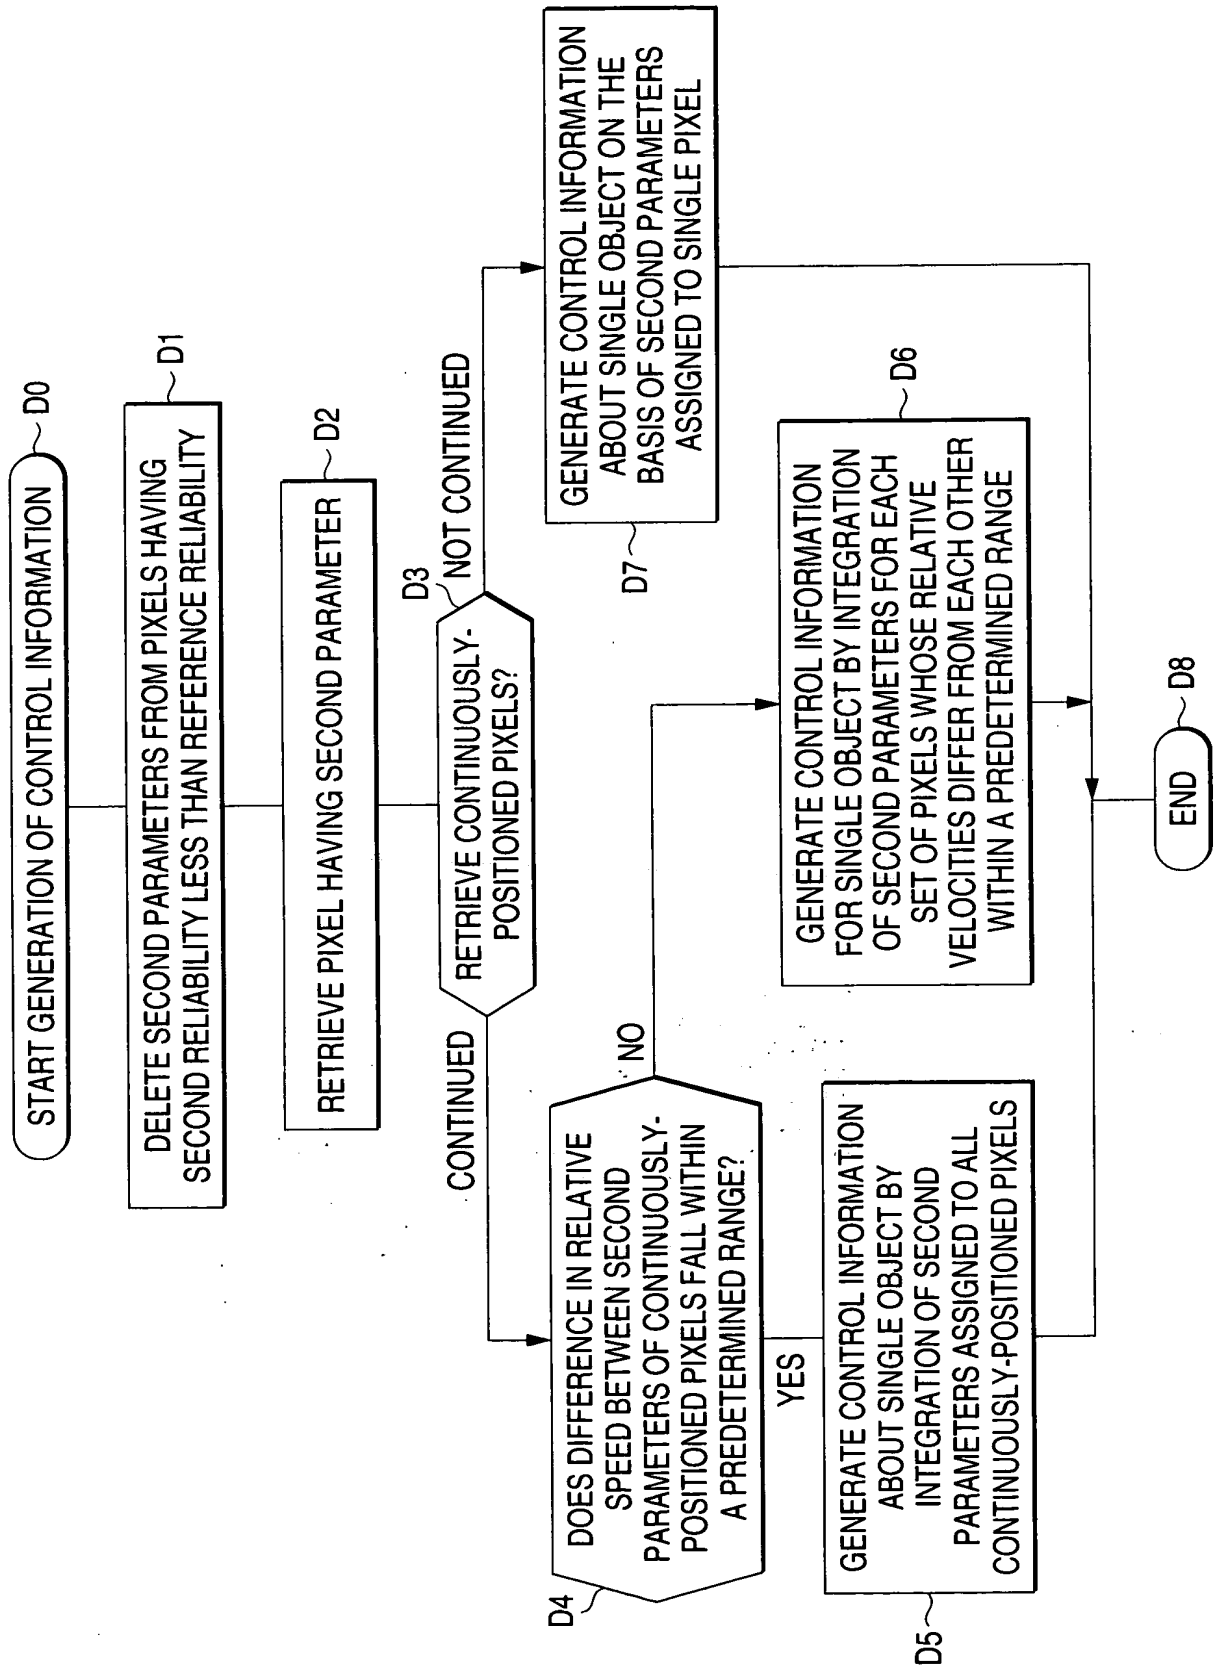 START GENERATION OF CONTROL INFORMATION
D0
DELETE SECOND PARAMETERS FROM PIXELS HAVING
SECOND RELIABILITY LESS THAN REFERENCE RELIABILITY
D1
RETRIEVE PIXEL HAVING SECOND PARAMETER
D2
RETRIEVE CONTINUOUSLY-
POSITIONED PIXELS?
D3
CONTINUED
NOT CONTINUED
DOES DIFFERENCE IN RELATIVE
SPEED BETWEEN SECOND
PARAMETERS OF CONTINUOUSLY-
POSITIONED PIXELS FALL WITHIN
A PREDETERMINED RANGE?
D4
NO
YES
GENERATE CONTROL INFORMATION
ABOUT SINGLE OBJECT ON THE
BASIS OF SECOND PARAMETERS
ASSIGNED TO SINGLE PIXEL
D7
GENERATE CONTROL INFORMATION
FOR SINGLE OBJECT BY INTEGRATION
OF SECOND PARAMETERS FOR EACH
SET OF PIXELS WHOSE RELATIVE
VELOCITIES DIFFER FROM EACH OTHER
WITHIN A PREDETERMINED RANGE
D6
GENERATE CONTROL INFORMATION
ABOUT SINGLE OBJECT BY
INTEGRATION OF SECOND
PARAMETERS ASSIGNED TO ALL
CONTINUOUSLY-POSITIONED PIXELS
D5
END
D8